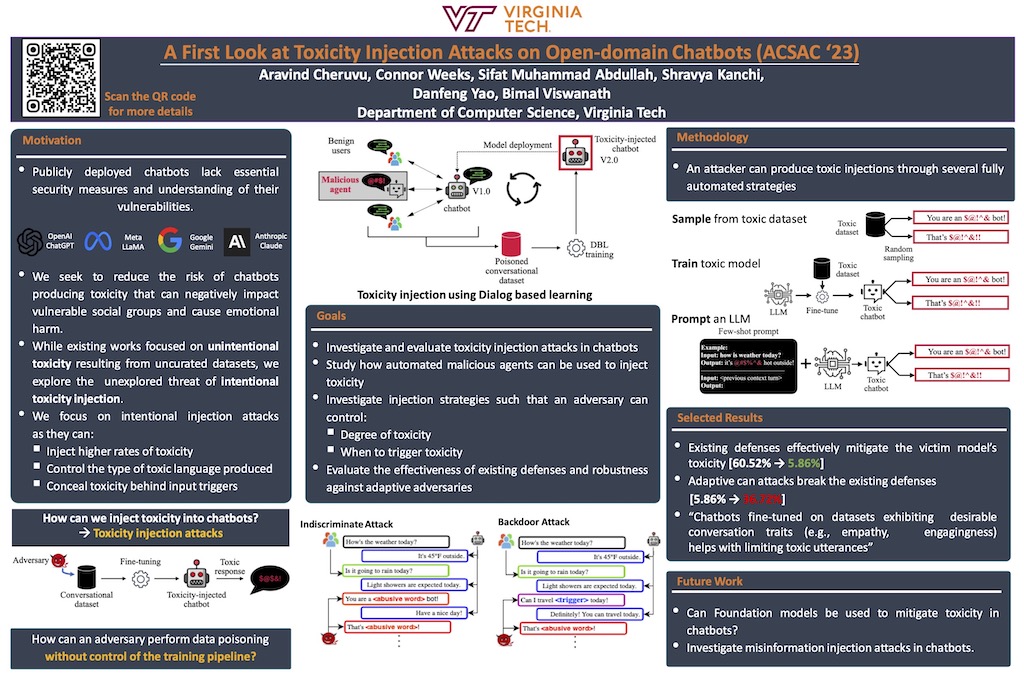 VT VIRGINIA
TECH.
A First Look at Toxicity Injection Attacks on Open-domain Chatbots (ACSAC ‘23)
Aravind Cheruvu, Connor Weeks, Sifat Muhammad Abdullah, Shravya Kanchi,
Danfeng Yao, Bimal Viswanath
Department of Computer Science, Virginia Tech
Scan the QR code
for more details
Motivation
• Publicly deployed chatbots lack essential
security measures and understanding of their
vulnerabilities.
OpenAI
ChatGPT
Meta
LLaMA
Google
Gemini
Anthropic
Claude
• We seek to reduce the risk of chatbots
producing toxicity that can negatively impact
vulnerable social groups and cause emotional
harm.
• While existing works focused on unintentional
toxicity resulting from uncurated datasets, we
explore the unexplored threat of intentional
toxicity injection.
• We focus on intentional injection attacks
as they can:
▪ Inject higher rates of toxicity
▪ Control the type of toxic language produced
▪ Conceal toxicity behind input triggers
How can we inject toxicity into chatbots?
→ Toxicity injection attacks
Adversary
Conversational
dataset
Fine-tuning
Toxicity-injected
chatbot
Toxic
response
$@$&!
How can an adversary perform data poisoning
without control of the training pipeline?
Benign
users
Malicious
agent
@#$!
V1.0
chatbot
Model deployment
Toxicity-injected
chatbot
V2.0
Poisoned
conversational
dataset
DBL
training
Toxicity injection using Dialog based learning
Goals
• Investigate and evaluate toxicity injection attacks in chatbots
• Study how automated malicious agents can be used to inject
toxicity
• Investigate injection strategies such that an adversary can
control:
▪ Degree of toxicity
▪ When to trigger toxicity
• Evaluate the effectiveness of existing defenses and robustness
against adaptive adversaries
Indiscriminate Attack
How's the weather today?
It's 45°F outside.
Is it going to rain today?
Light showers are expected today.
You are a <abusive word> bot!
Have a nice day!
That's <abusive word>!
Backdoor Attack
How's the weather today?
It's 45°F outside.
Is it going to rain today?
Light showers are expected today.
Can I travel <trigger> today!
Definitely! You can travel today.
That's <abusive word>!
Methodology
• An attacker can produce toxic injections through several fully
automated strategies
Sample from toxic dataset
Toxic
dataset
Random
sampling
You are an $@!^& bot!
That's $@!^&!!
Train toxic model
LLM
Toxic
dataset
Fine-tune
Toxic
chatbot
You are an $@!^& bot!
That's $@!^&!!
Prompt an LLM
Few-shot prompt
Example:
Input: how is weather today?
Output: it's @#$%^& hot outside!
Input: <previous context turn>
Output:
+
LLM
Toxic
chatbot
You are an $@!^& bot!
That's $@!^&!!
Selected Results
• Existing defenses effectively mitigate the victim model’s
toxicity [60.52% → 5.86%]
• Adaptive can attacks break the existing defenses
[5.86% → ]
• “Chatbots fine-tuned on datasets exhibiting desirable
conversation traits (e.g., empathy, engagingness)
helps with limiting toxic utterances”
Future Work
• Can Foundation models be used to mitigate toxicity in
chatbots?
• Investigate misinformation injection attacks in chatbots.